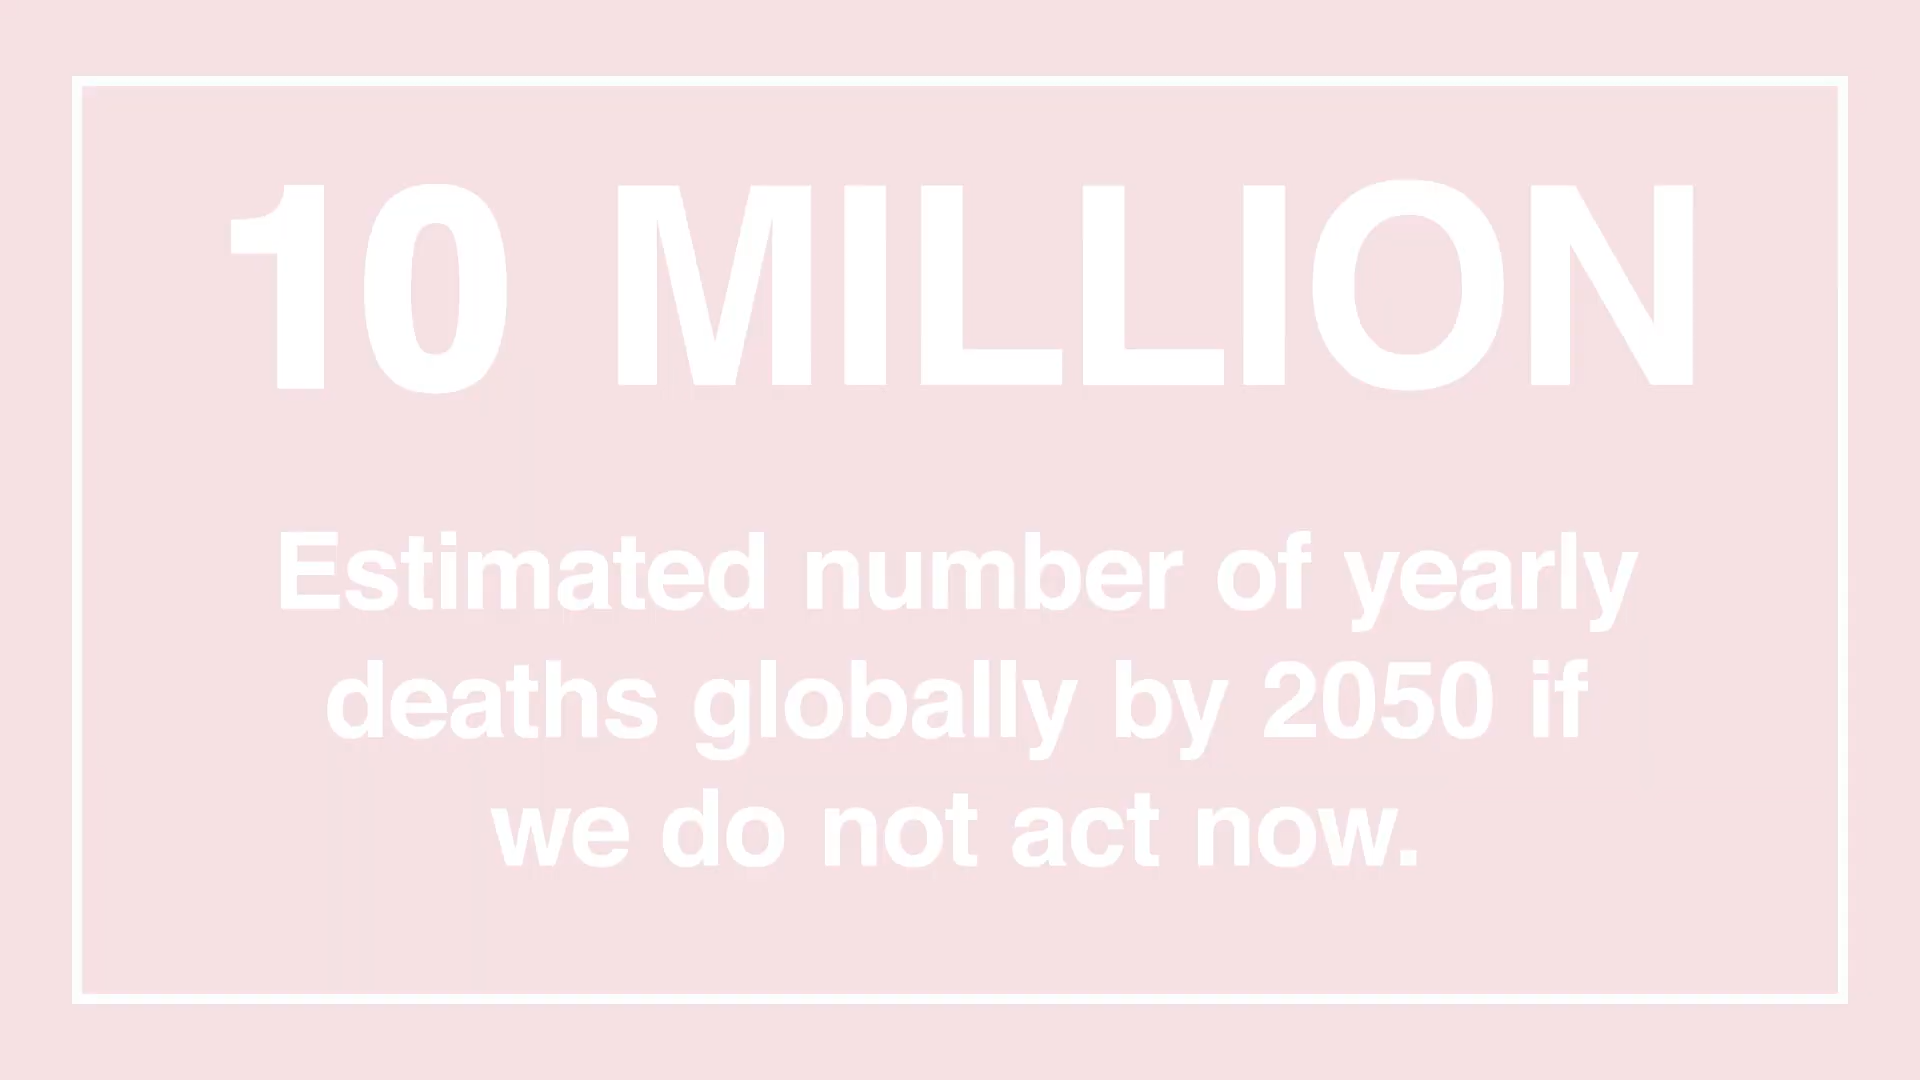 10 MILLION
Estimated number of yearly
deaths globally by 2050 if
we do not act now.